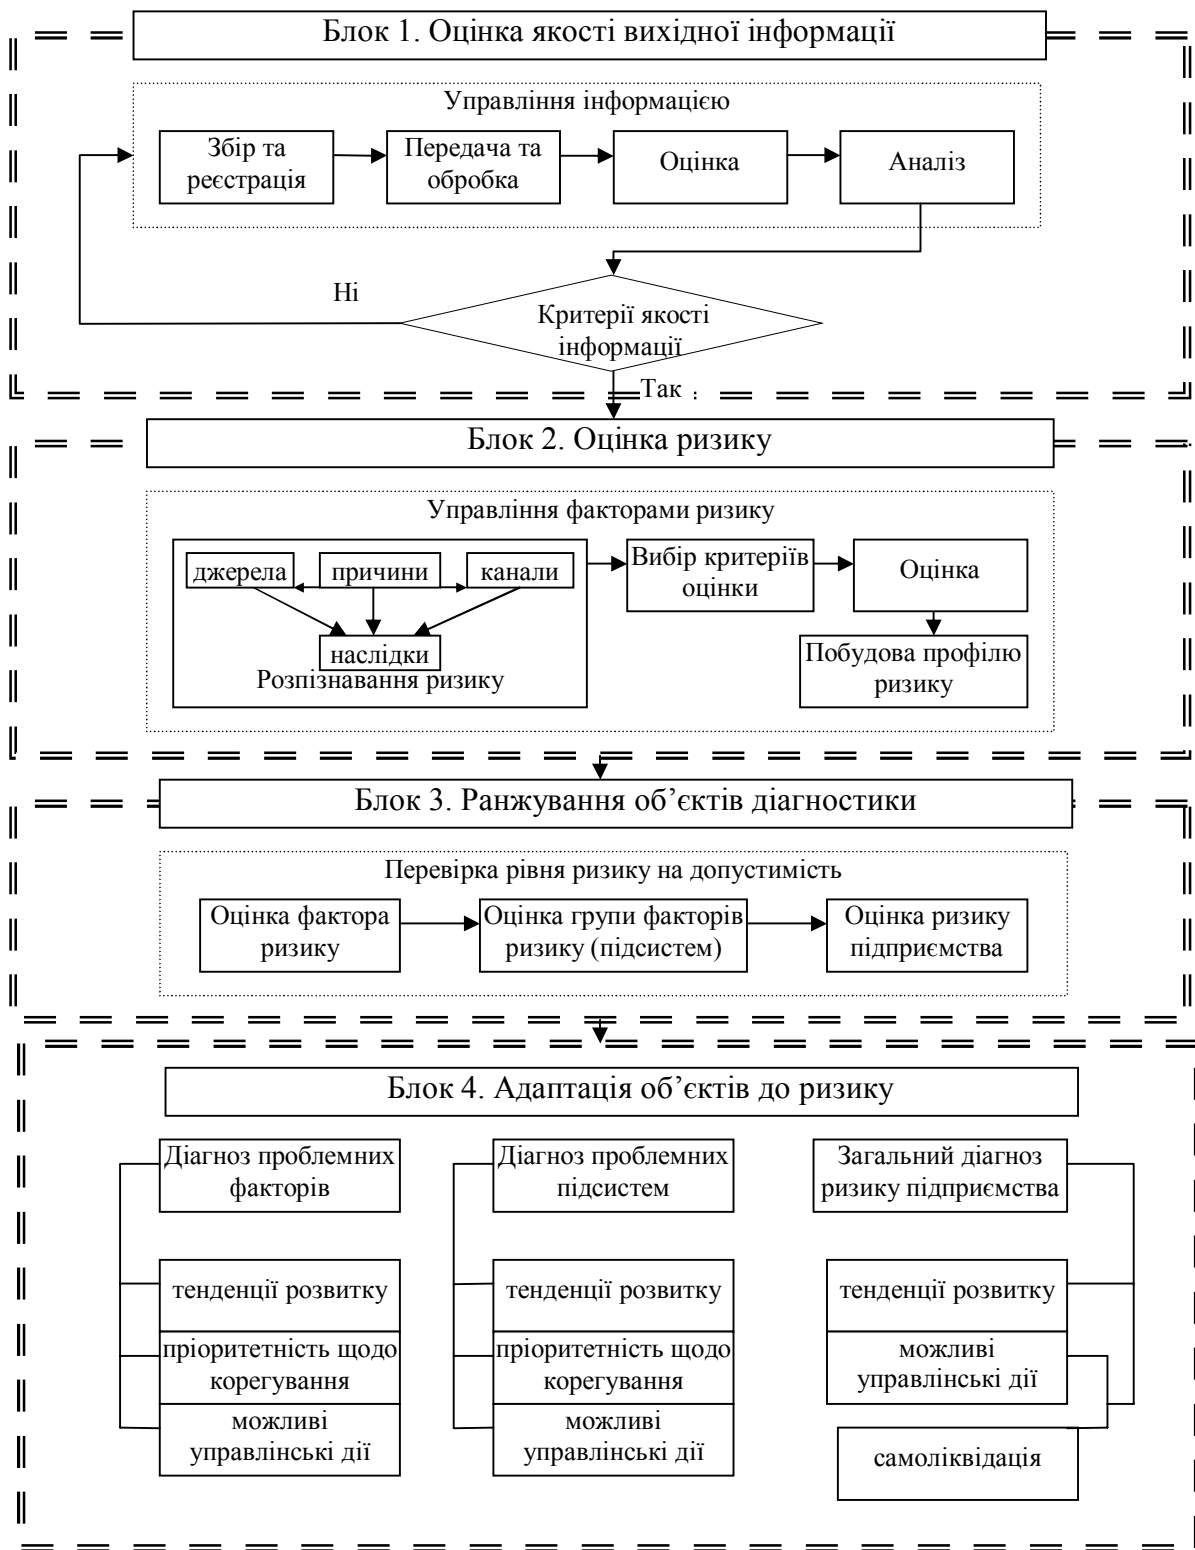 Блок 1. Оцінка якості вихідної інформації
Управління інформацією
Збір та
реєстрація
Передача та
обробка
Оцінка
Аналіз
Ні
Критерії якості
інформації
Так
Блок 2. Оцінка ризику
Управління факторами ризику
джерела
причини
канали
наслідки
Розпізнавання ризику
Вибір критеріїв
оцінки
Оцінка
Побудова профілю
ризику
Блок 3. Ранжування об’єктів діагностики
Перевірка рівня ризику на допустимість
Оцінка фактора
ризику
Оцінка групи факторів
ризику (підсистем)
Оцінка ризику
підприємства
Блок 4. Адаптація об’єктів до ризику
Діагноз проблемних
факторів
тенденції розвитку
пріоритетність щодо
корегування
можливі
управлінські дії
Діагноз проблемних
підсистем
тенденції розвитку
пріоритетність щодо
корегування
можливі
управлінські дії
Загальний діагноз
ризику підприємства
тенденції розвитку
можливі
управлінські дії
самоліквідація